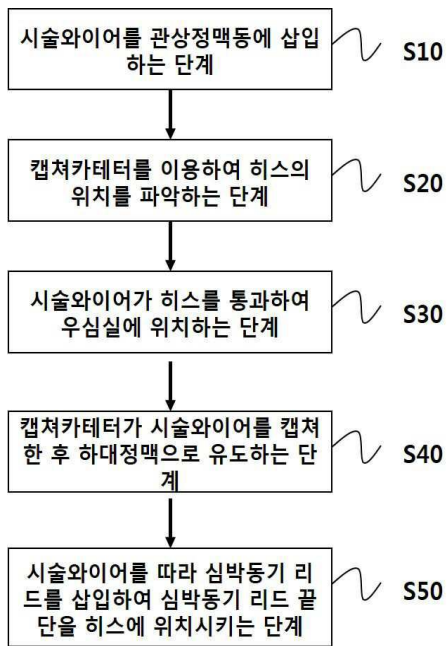 시술와이어를 관상정맥동에 삽입
하는 단계
S10
캡쳐카테터를 이용하여 히스의
위치를 파악하는 단계
S20
시술와이어가 히스를 통과하여
우심실에 위치하는 단계
S30
캡쳐카테터가 시술와이어를 캡쳐
한 후 하대정맥으로 유도하는 단
계
S40
시술와이어를 따라 심박동기 리
드를 삽입하여 심박동기 리드 끝
단을 히스에 위치시키는 단계
S50